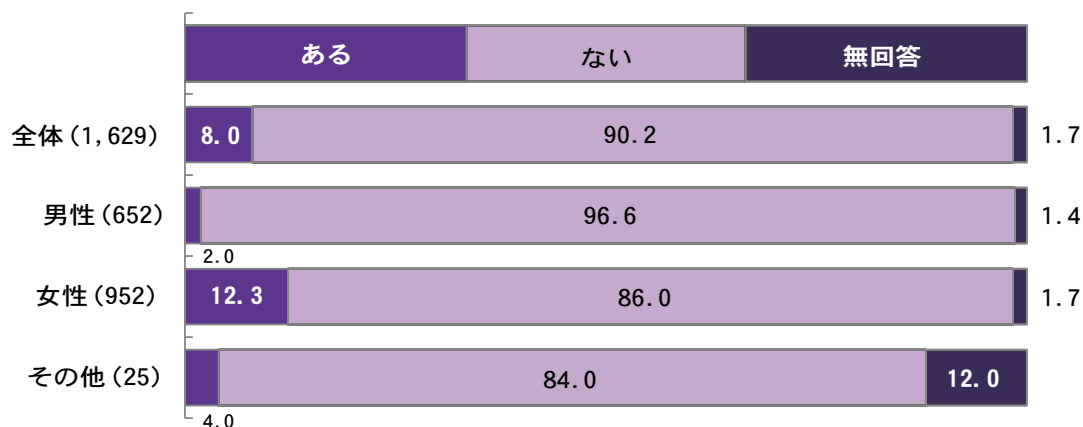 ある ない 無回答
全体(1,629) 8.0 90.2 1.7
男性(652) 96.6 1.4
2.0
女性(952) 12.3 86.0 1.7
その他(25) 84.0 12.0
4.0